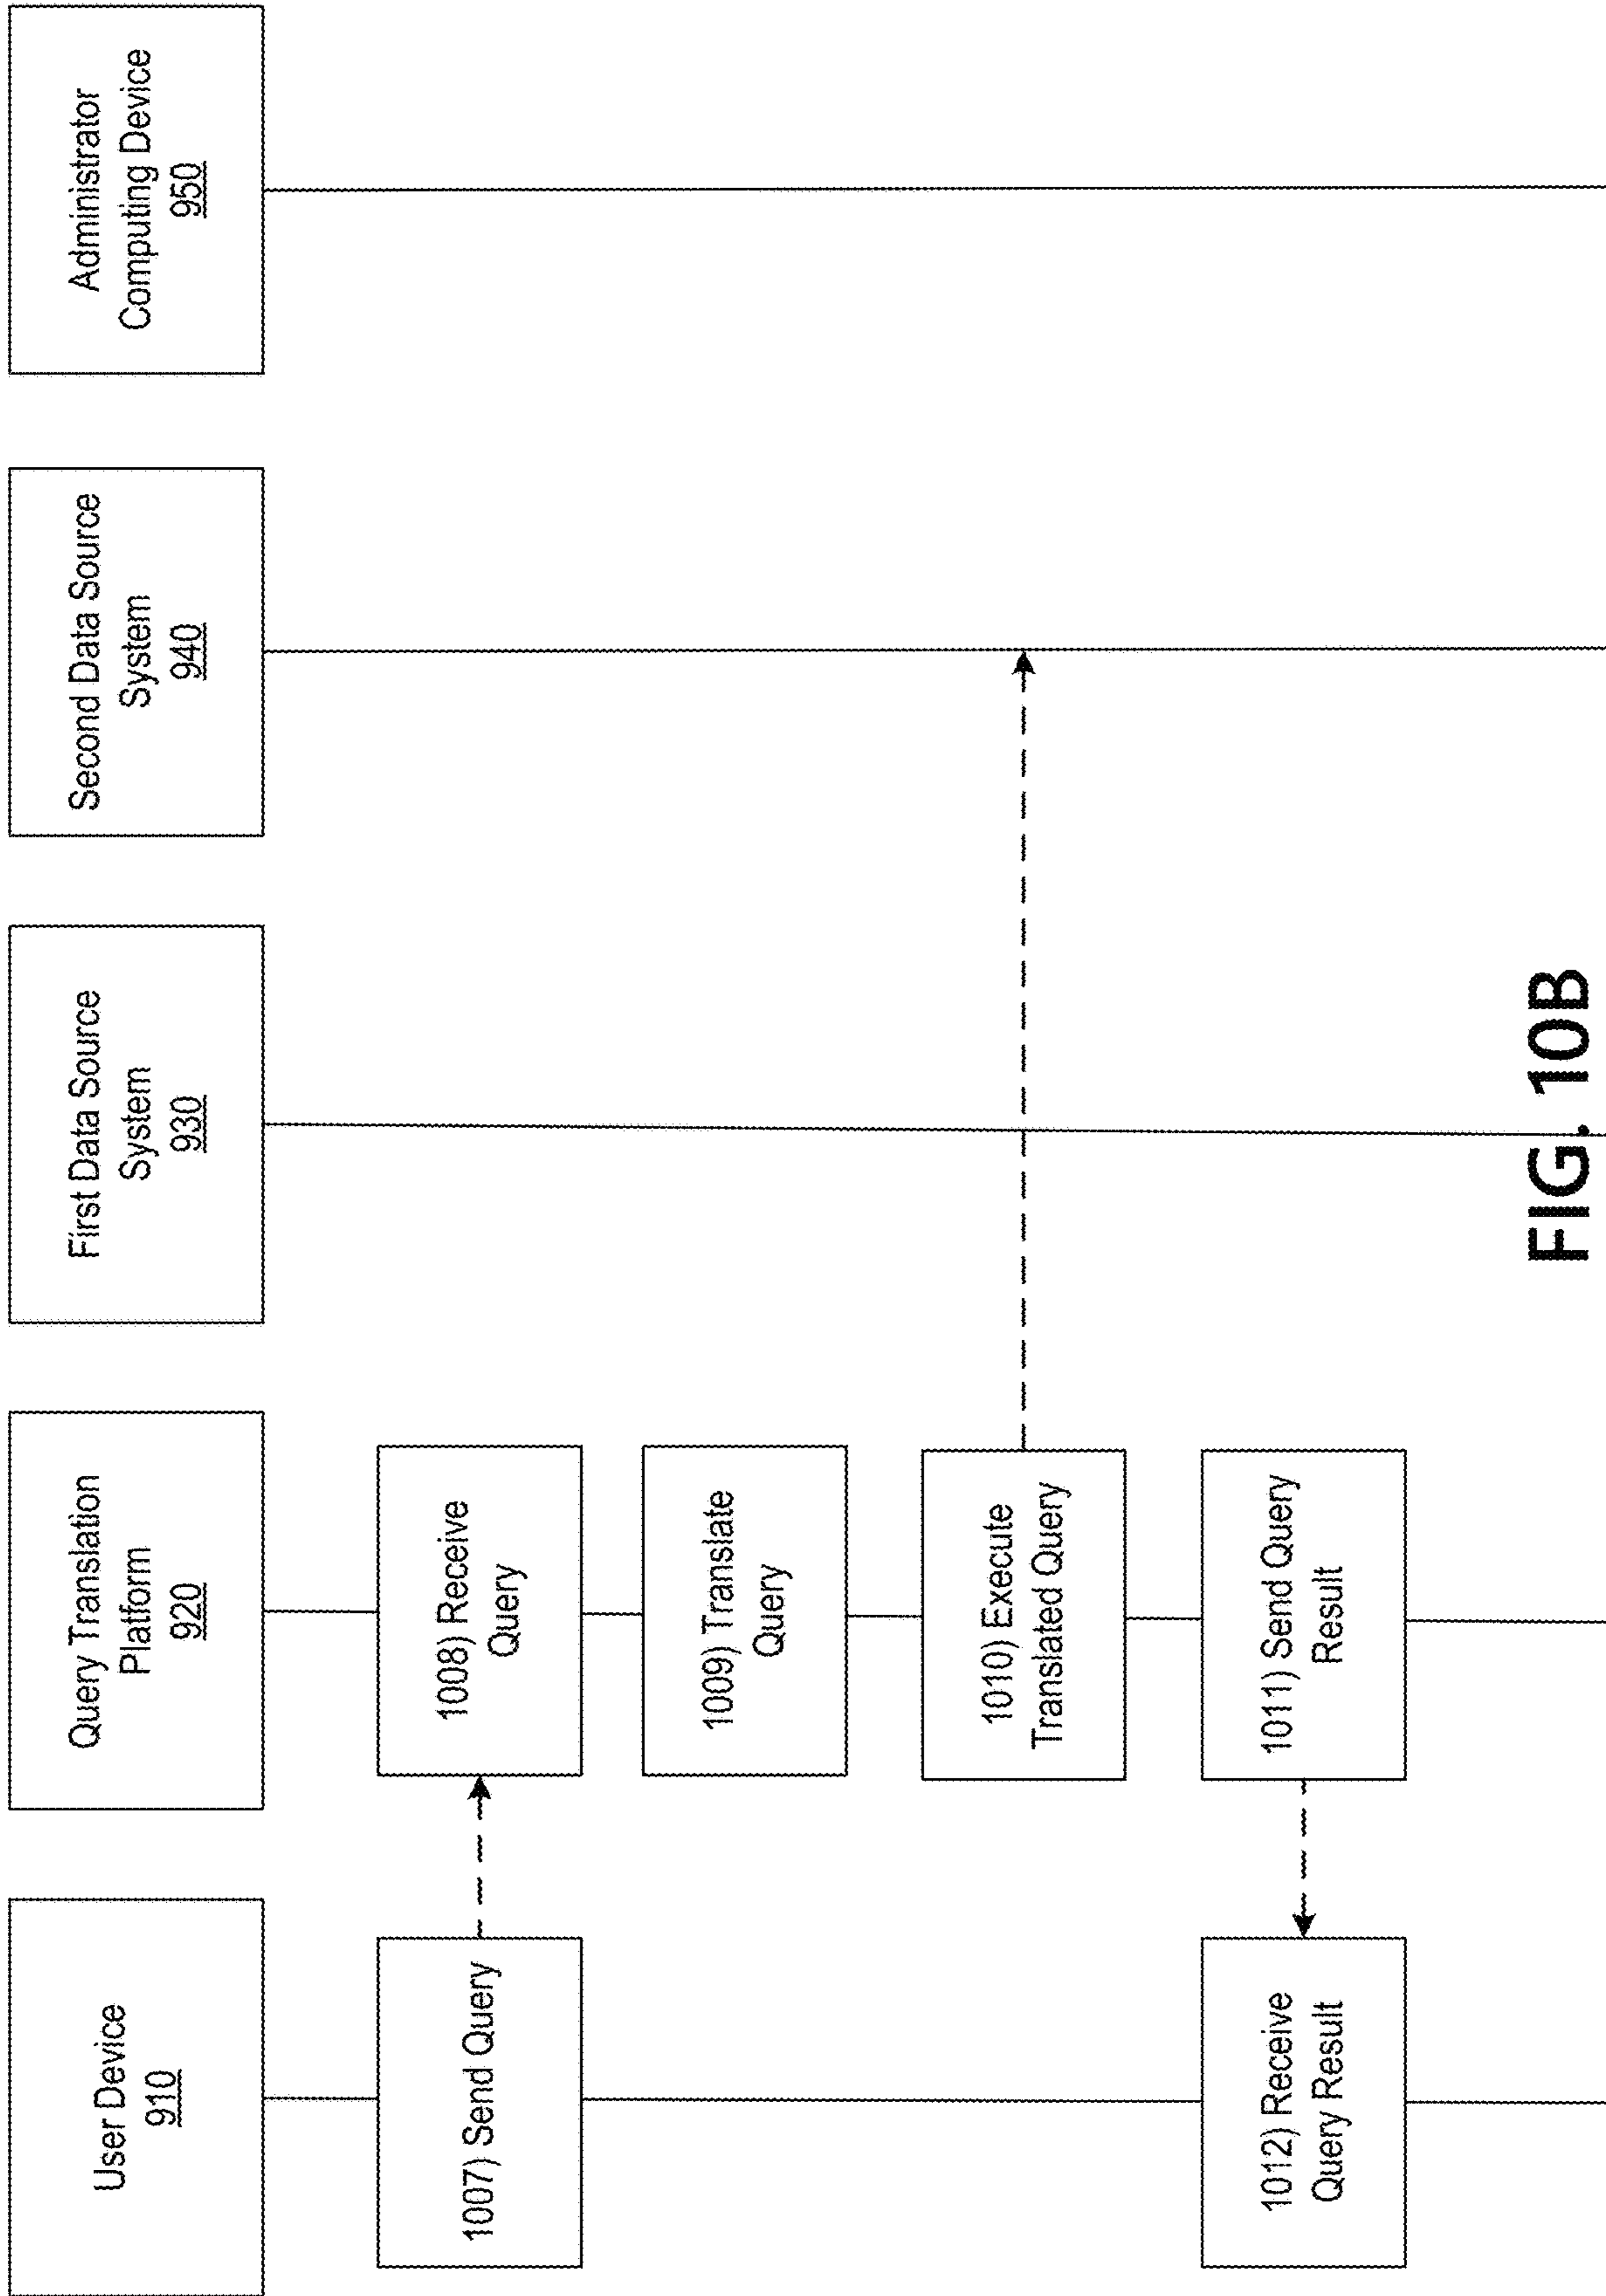 User Device
910
Query Translation
Platform
920
First Data Source
System
930
Second Data Source
System
940
Administrator
Computing Device
950
1007) Send Query
1008) Receive
Query
1009) Translate
Query
1010) Execute
Translated Query
1011) Send Query
Result
1012) Receive
Query Result
FIG. 10B